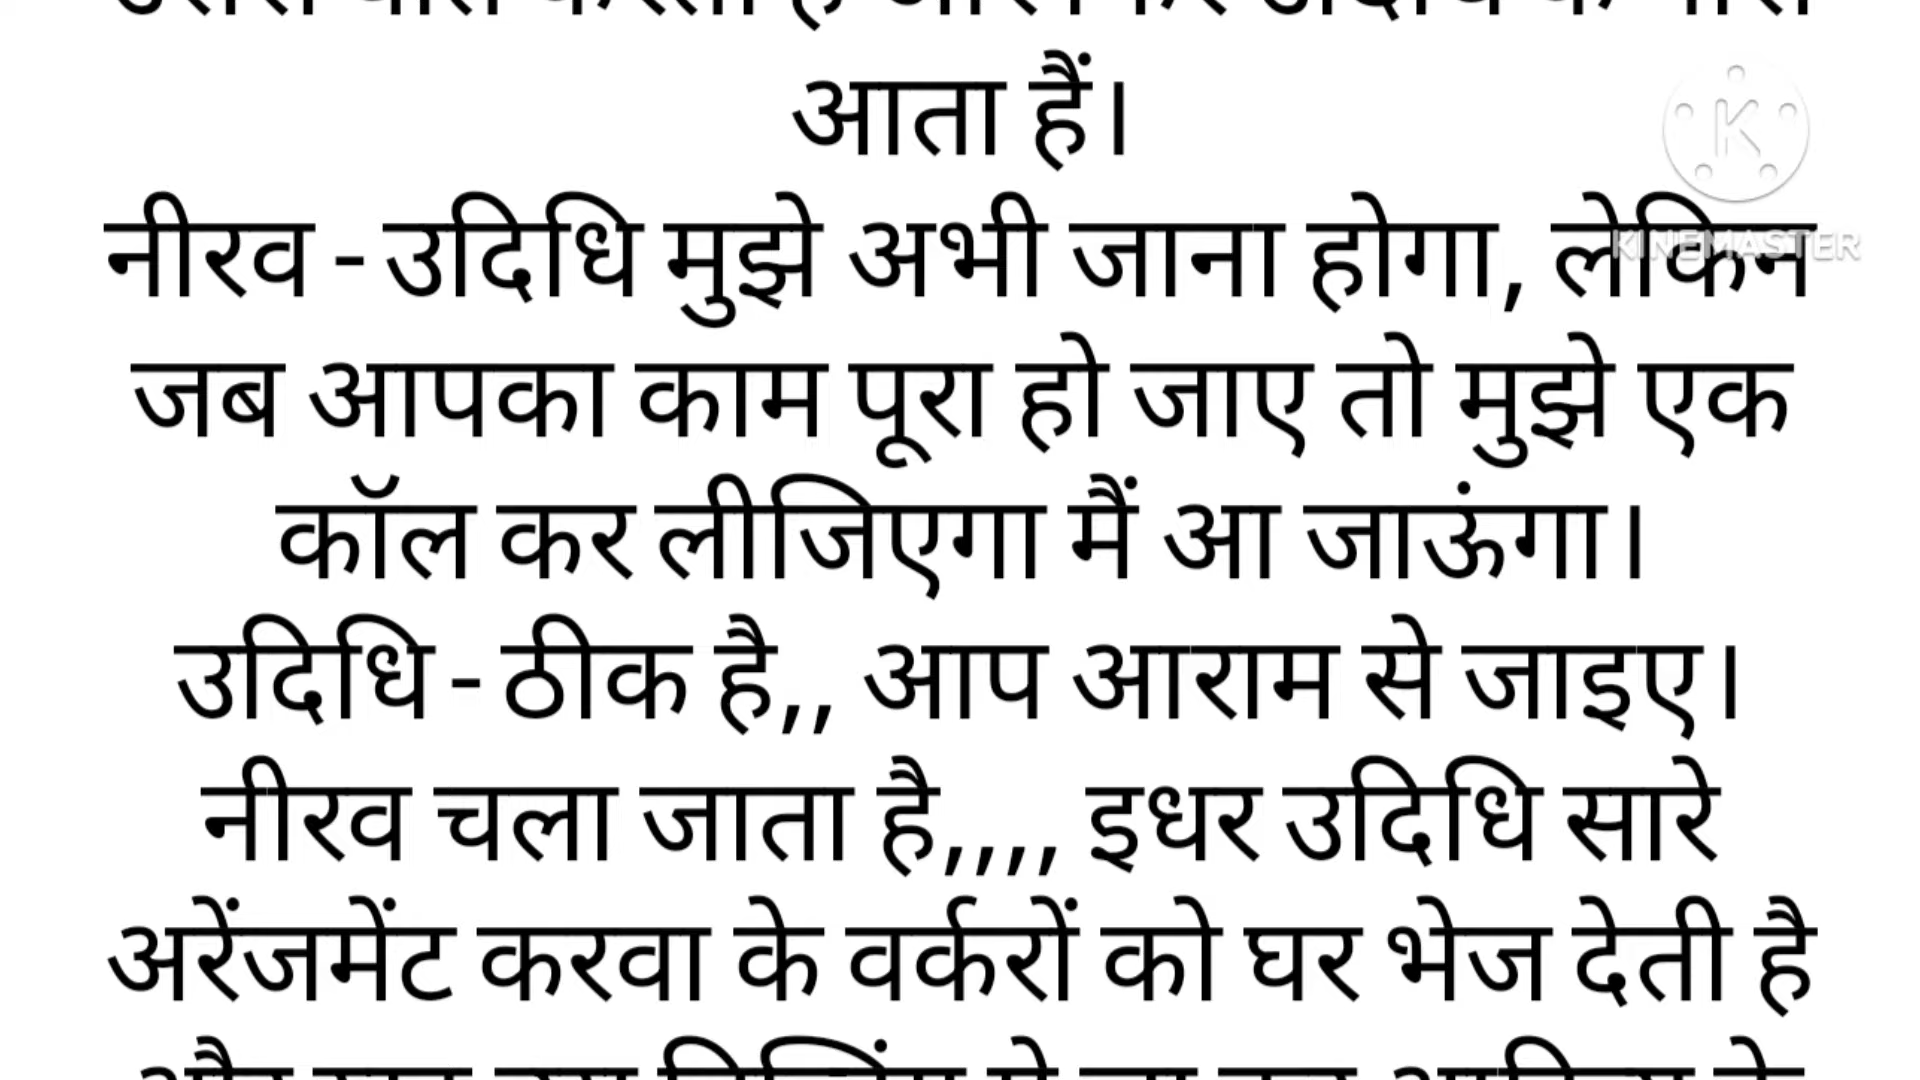 आता हैं।
नीरव - उदिधि मुझे अभी जाना होगा, लेकिन
जब आपका काम पूरा हो जाए तो मुझे एक
कॉल कर लीजिएगा मैं आ जाऊंगा।
उदिधि - ठीक है,, आप आराम से जाइए।
नीरव चला जाता है,,,, इधर उदिधि सारे
अरेंजमेंट करवा के वर्करों को घर भेज देती है
KINEMASTER